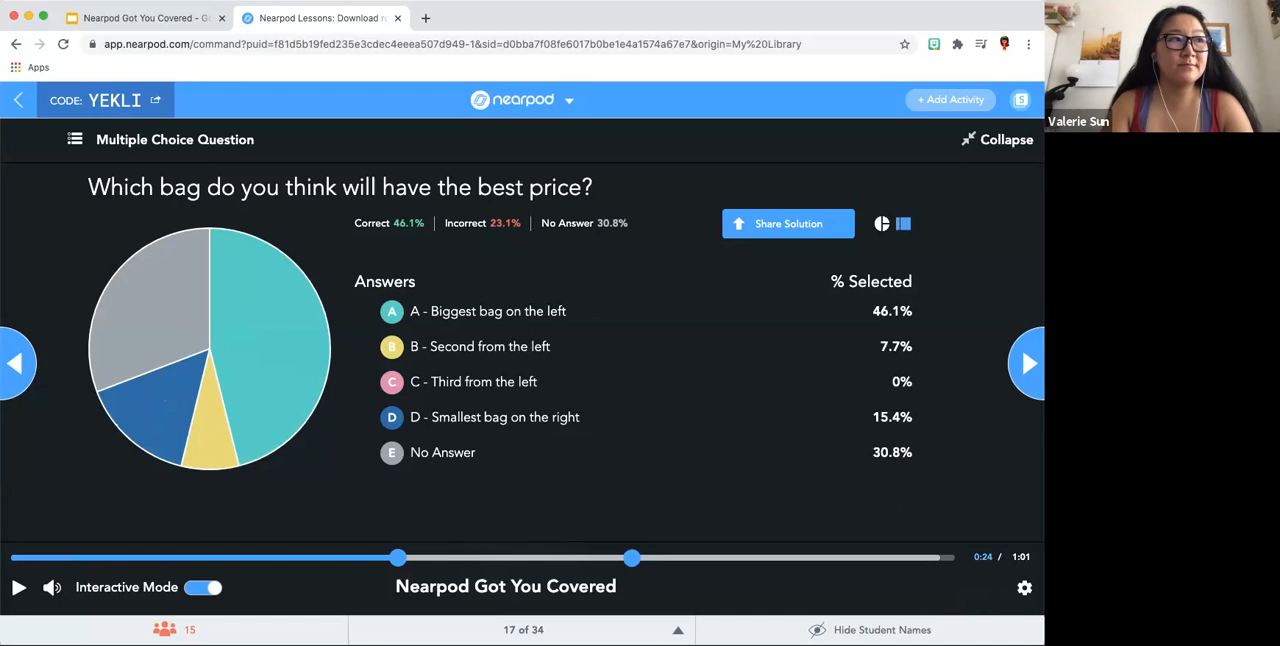 Nearpod Got You Covered - G
Nearpod Lessons: Download r
app.nearpod.com/command?puid=f81d5b19fed235e3cdec4eeea507d949-1&sid=d0bba7f08fe6017b0be1e4a1574a67e7&origin=My%20Library
Apps
CODE: YEKLI
nearpod
+ Add Activity
S
Valerie Sun
Multiple Choice Question
Collapse
Which bag do you think will have the best price?
Correct 46.1% Incorrect 23.1% No Answer 30.8%
Share Solution
Answers % Selected
A A - Biggest bag on the left 46.1%
B B - Second from the left 7.7%
C C - Third from the left 0%
D D - Smallest bag on the right 15.4%
E No Answer 30.8%
0:24 / 1:01
Interactive Mode
Nearpod Got You Covered
15
17 of 34
Hide Student Names